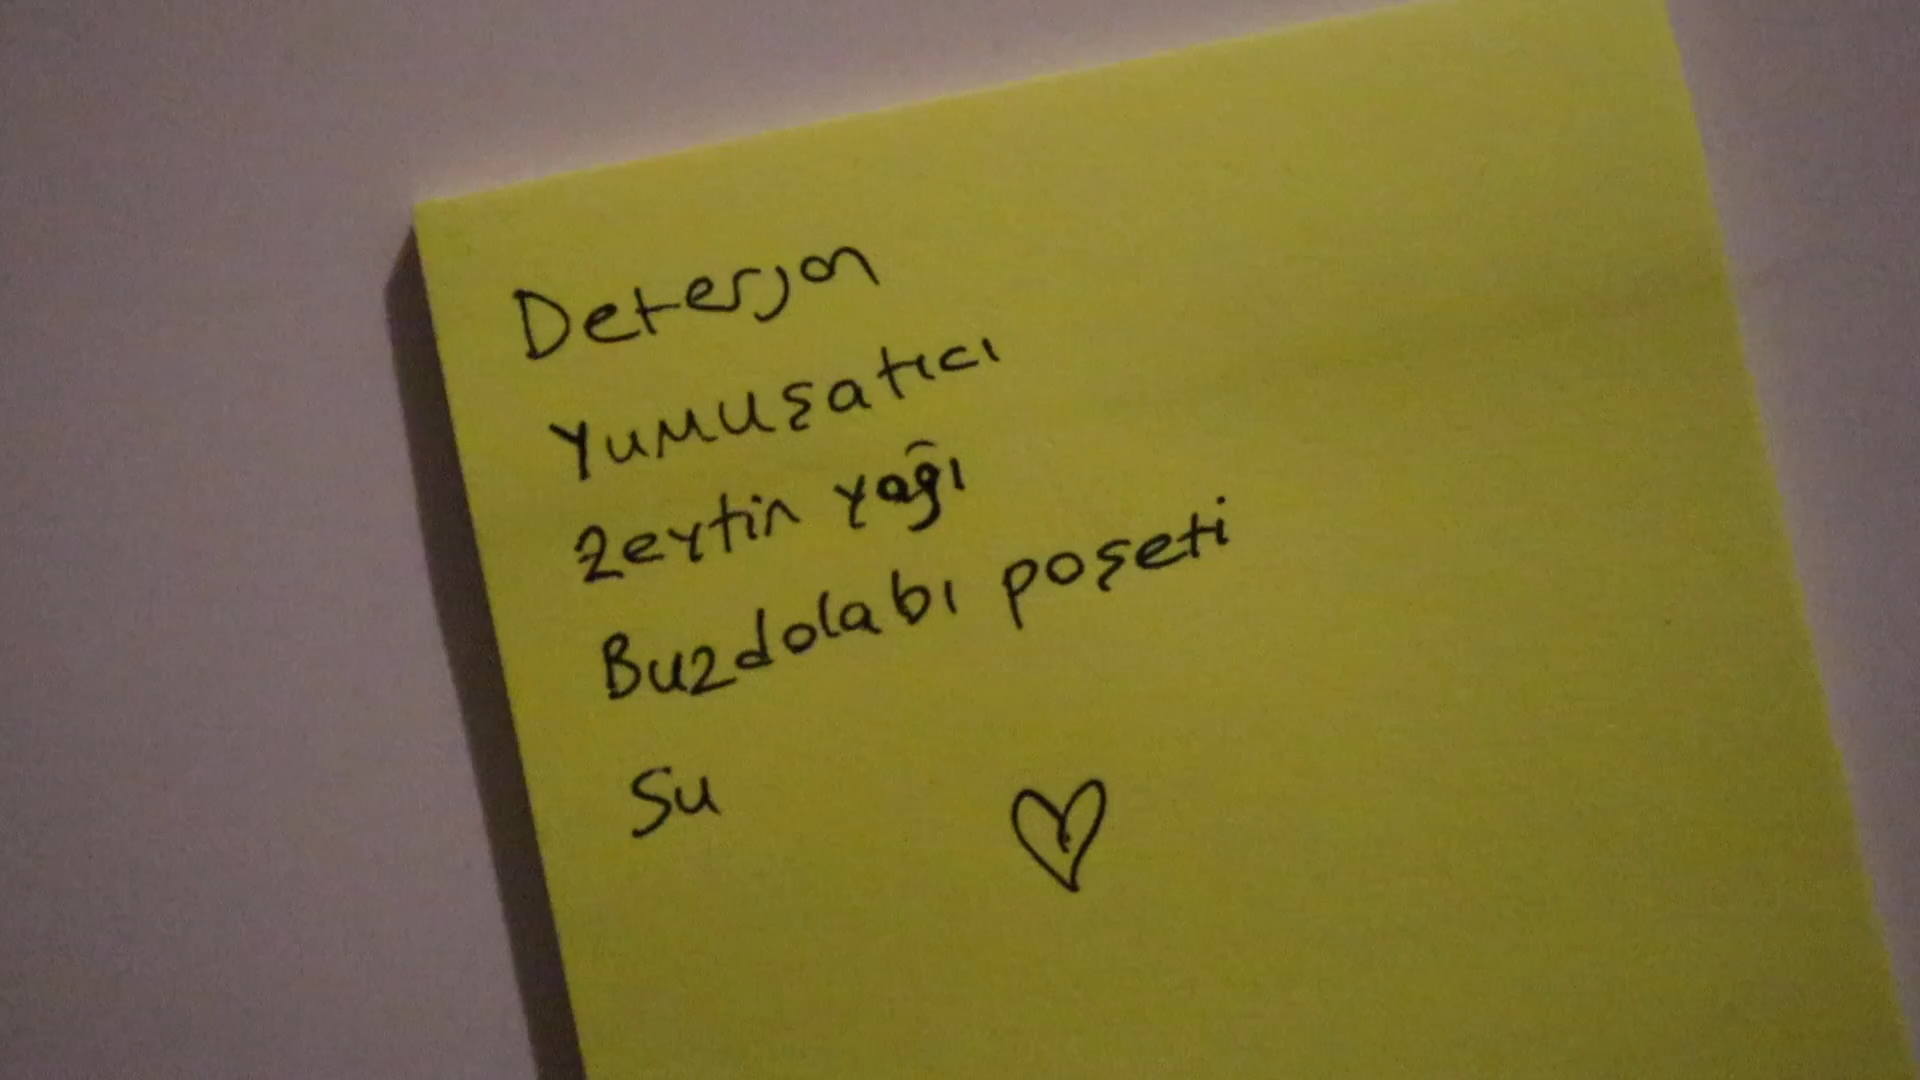 Deterjan
Yumuşatıcı
Zeytin yağı
Buzdolabı poşeti
Su